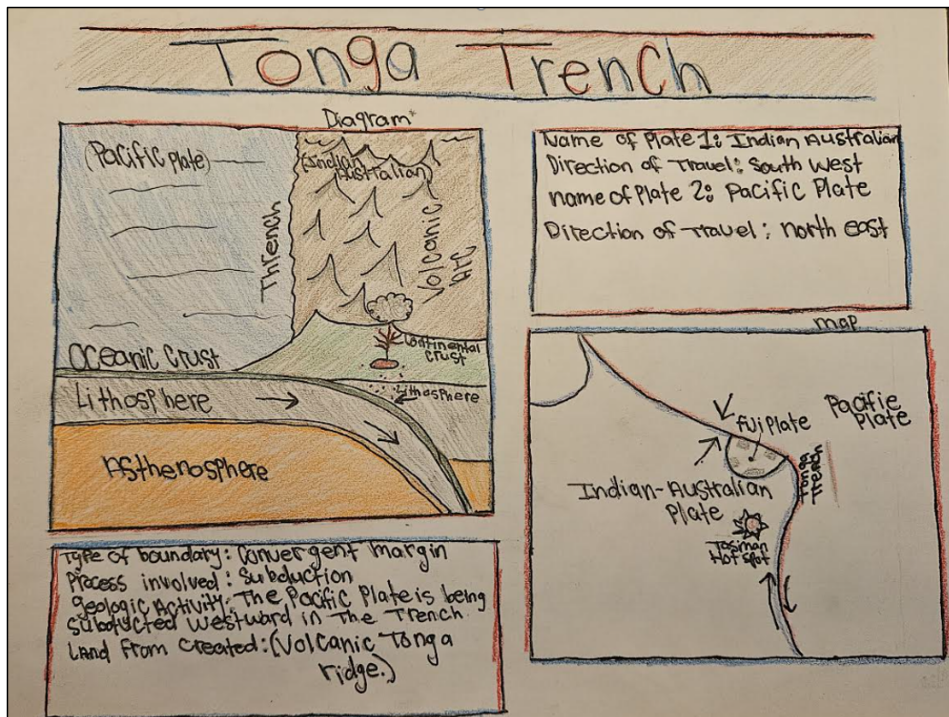 Tonga Trench
Diagram
(Pacific Plate)
(Indian
Australian)
Thrench
Volcanic
Arc
Oceanic Crust
Continental
Crust
Lithosphere
Lithosphere
Asthenosphere
Type of boundary: Convergent margin
Process involved: Subduction
Geologic Activity: The Pacific Plate is being
subducted westward in The Trench
Land from created: (Volcanic Tonga
ridge.)
Name of Plate 1: Indian Australian
Direction of Travel: South West
name of Plate 2: Pacific Plate
Direction of Travel: north east
map
Fuji Plate
Pacific
Plate
Tonga
Trench
Indian-Australian
Plate
Tasman
Hot Spot